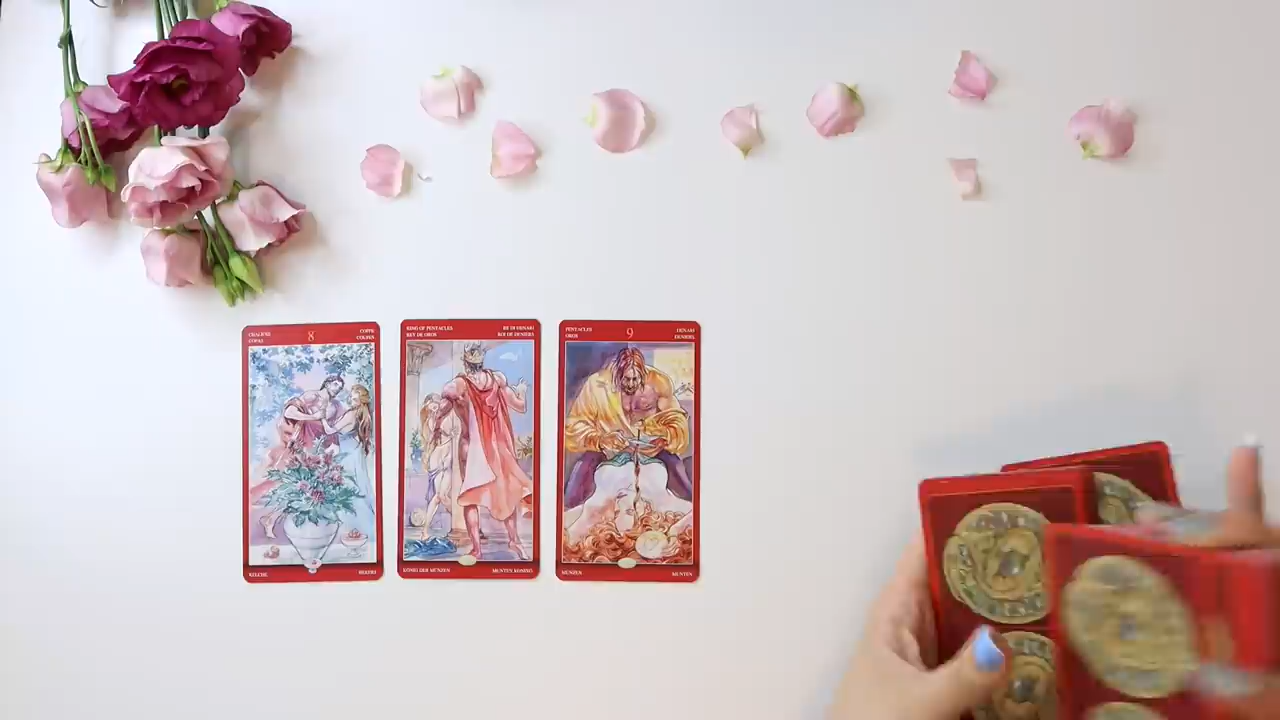 CHALICES
COPAS
8
COPPE
COUPES
KELCHE
BEKERS
KING OF PENTACLES
REY DE OROS
RE DI DENARI
ROI DE DENIERS
KÖNIG DER MÜNZEN
MUNTEN KONING
PENTACLES
OROS
9
DENARI
DENIERS
MÜNZEN
MUNTEN